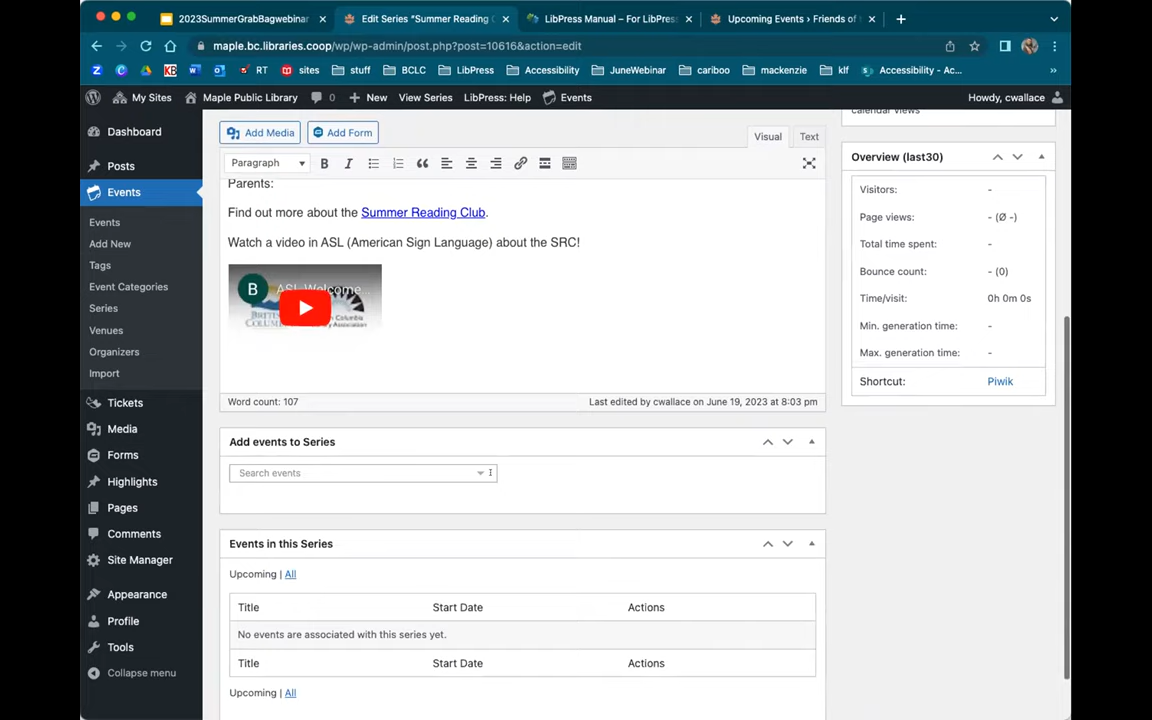 2023SummerGrabBagwebinar
Edit Series "Summer Reading C
LibPress Manual – For LibPres
Upcoming Events › Friends of
maple.bc.libraries.coop/wp/wp-admin/post.php?post=10616&action=edit
RT sites stuff BCLC LibPress Accessibility JuneWebinar cariboo mackenzie klf Accessibility - Ac...
My Sites Maple Public Library 0 New View Series LibPress: Help Events Howdy, cwallace
calendar views
Dashboard
Posts
Events
Events
Add New
Tags
Event Categories
Series
Venues
Organizers
Import
Tickets
Media
Forms
Highlights
Pages
Comments
Site Manager
Appearance
Profile
Tools
Collapse menu
Add Media Add Form Visual Text
Paragraph B I
Parents:
Find out more about the Summer Reading Club.
Watch a video in ASL (American Sign Language) about the SRC!
B ASL Welcome...
Word count: 107 Last edited by cwallace on June 19, 2023 at 8:03 pm
Add events to Series
Search events
Events in this Series
Upcoming | All
Title Start Date Actions
No events are associated with this series yet.
Title Start Date Actions
Upcoming | All
Overview (last30)
Visitors: -
Page views: - (Ø -)
Total time spent: -
Bounce count: - (0)
Time/visit: 0h 0m 0s
Min. generation time: -
Max. generation time: -
Shortcut: Piwik